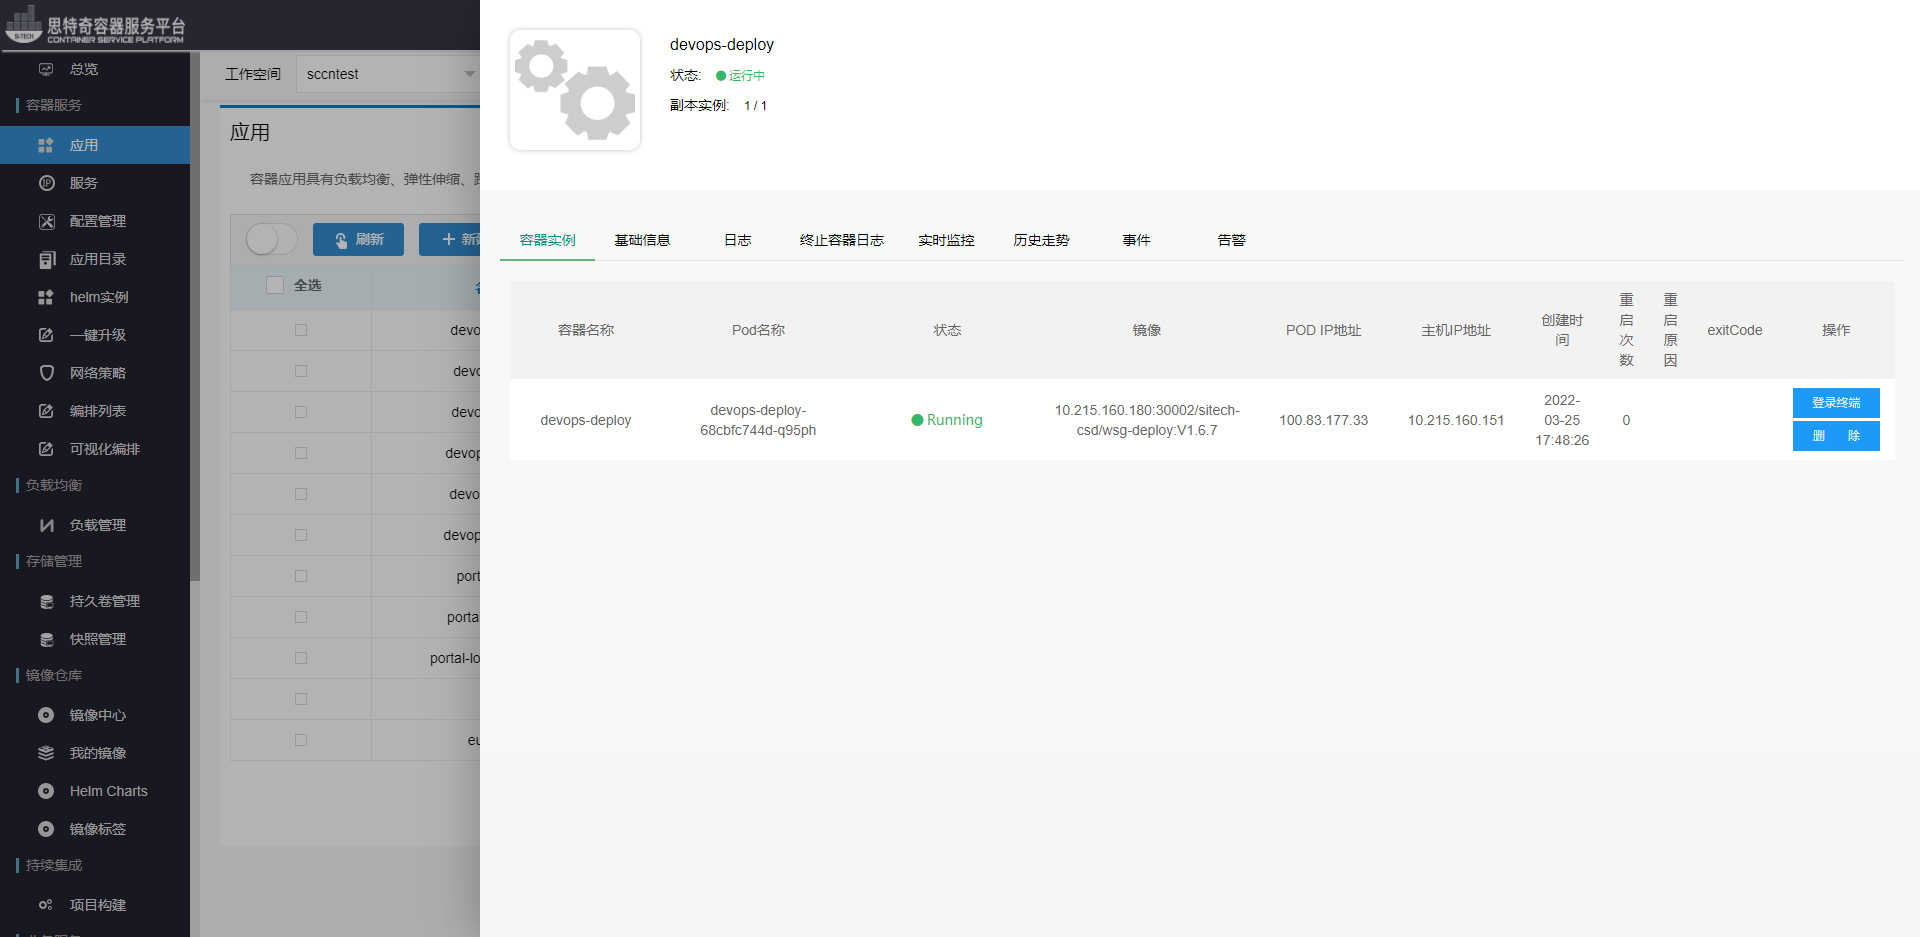 思特奇容器服务平台
SI-TECH
CONTAINER SERVICE PLATFORM
总览
容器服务
应用
服务
配置管理
应用目录
helm实例
一键升级
网络策略
编排列表
可视化编排
负载均衡
负载管理
存储管理
持久卷管理
快照管理
镜像仓库
镜像中心
我的镜像
Helm Charts
镜像标签
持续集成
项目构建
工作空间
sccntest
应用
容器应用具有负载均衡、弹性伸缩、
刷新
+ 新
全选
devo
devo
devo
devop
devo
devop
port
porta
portal-lo
eu
devops-deploy
状态: 运行中
副本实例: 1 / 1
容器实例 基础信息 日志 终止容器日志 实时监控 历史走势 事件 告警
容器名称 Pod名称 状态 镜像 POD IP地址 主机IP地址 创建时间 重启次数 重启原因 exitCode 操作
devops-deploy
devops-deploy-
68cbfc744d-q95ph
Running
10.215.160.180:30002/sitech-
csd/wsg-deploy:V1.6.7
100.83.177.33
10.215.160.151
2022-
03-25
17:48:26
0
登录终端
删 除